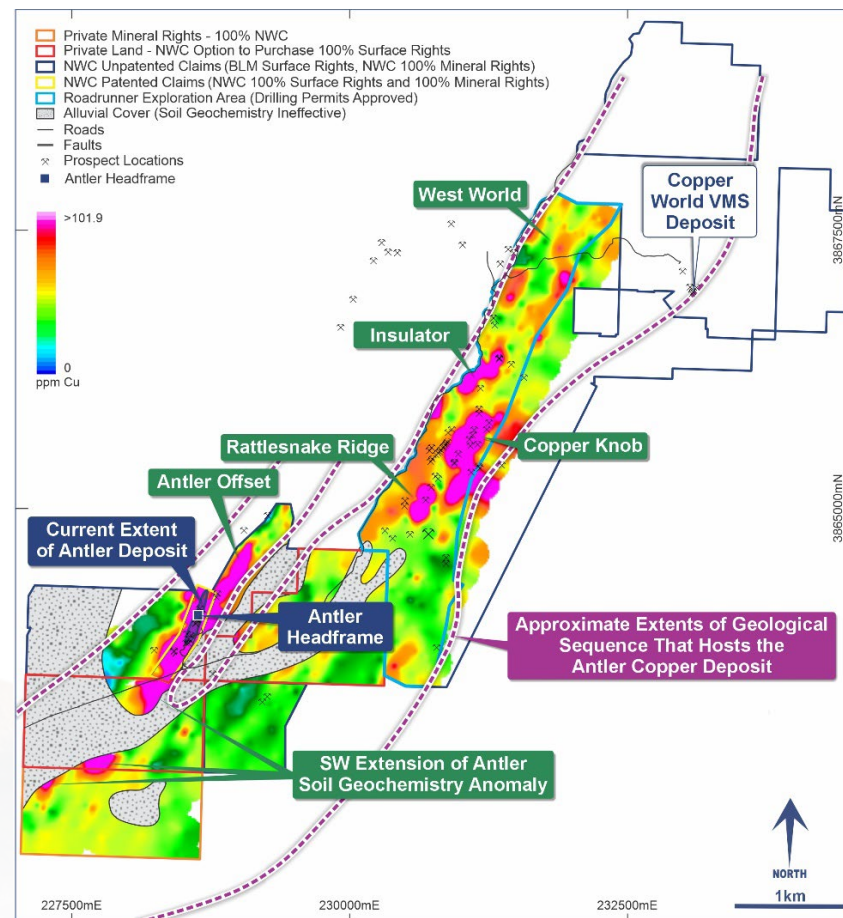 Private Mineral Rights - 100% NWC
Private Land - NWC Option to Purchase 100% Surface Rights
NWC Unpatented Claims (BLM Surface Rights, NWC 100% Mineral Rights)
NWC Patented Claims (NWC 100% Surface Rights and 100% Mineral Rights)
Roadrunner Exploration Area (Drilling Permits Approved)
Alluvial Cover (Soil Geochemistry Ineffective)
Roads
Faults
Prospect Locations
Antler Headframe
>101.9
0
ppm Cu
West World
Copper
World VMS
Deposit
3867500mN
Insulator
Rattlesnake Ridge
Copper Knob
Antler Offset
3865000mN
Current Extent
of Antler Deposit
Antler
Headframe
Approximate Extents of Geological
Sequence That Hosts the
Antler Copper Deposit
SW Extension of Antler
Soil Geochemistry Anomaly
NORTH
1km
227500mE
230000mE
232500mE